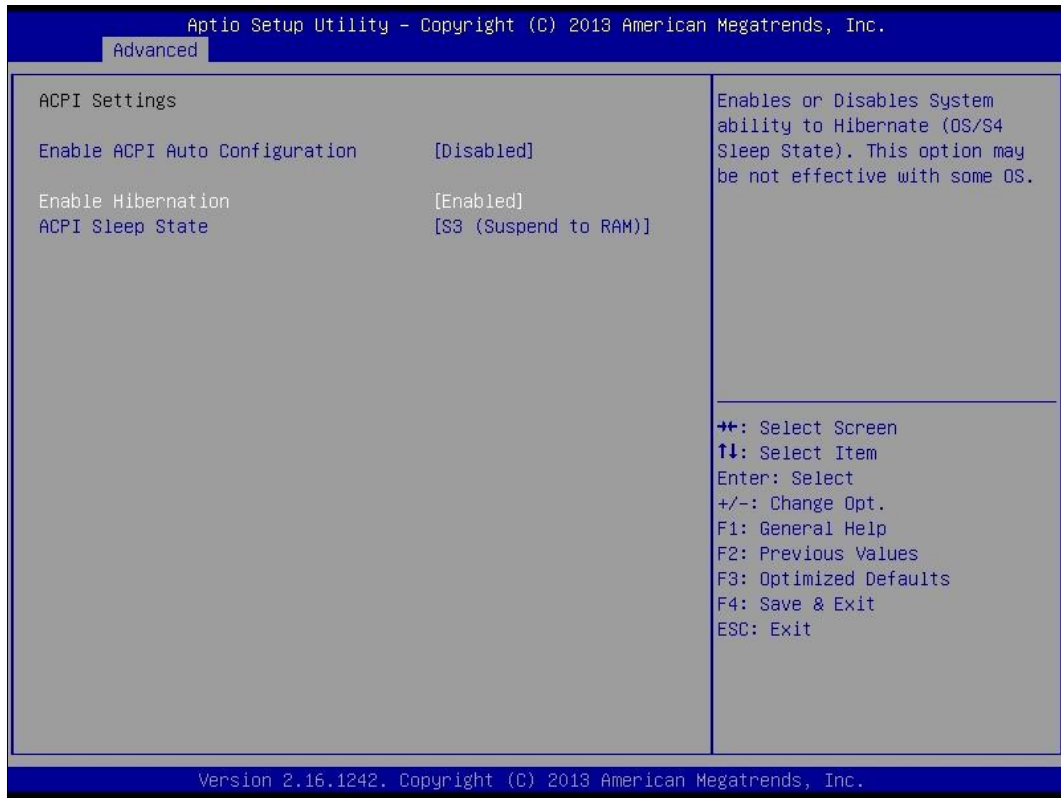 Aptio Setup Utility – Copyright (C) 2013 American Megatrends, Inc.
Advanced
ACPI Settings
Enable ACPI Auto Configuration [Disabled]
Enable Hibernation [Enabled]
ACPI Sleep State [S3 (Suspend to RAM)]
Enables or Disables System
ability to Hibernate (OS/S4
Sleep State). This option may
be not effective with some OS.
→←: Select Screen
↑↓: Select Item
Enter: Select
+/-: Change Opt.
F1: General Help
F2: Previous Values
F3: Optimized Defaults
F4: Save & Exit
ESC: Exit
Version 2.16.1242. Copyright (C) 2013 American Megatrends, Inc.